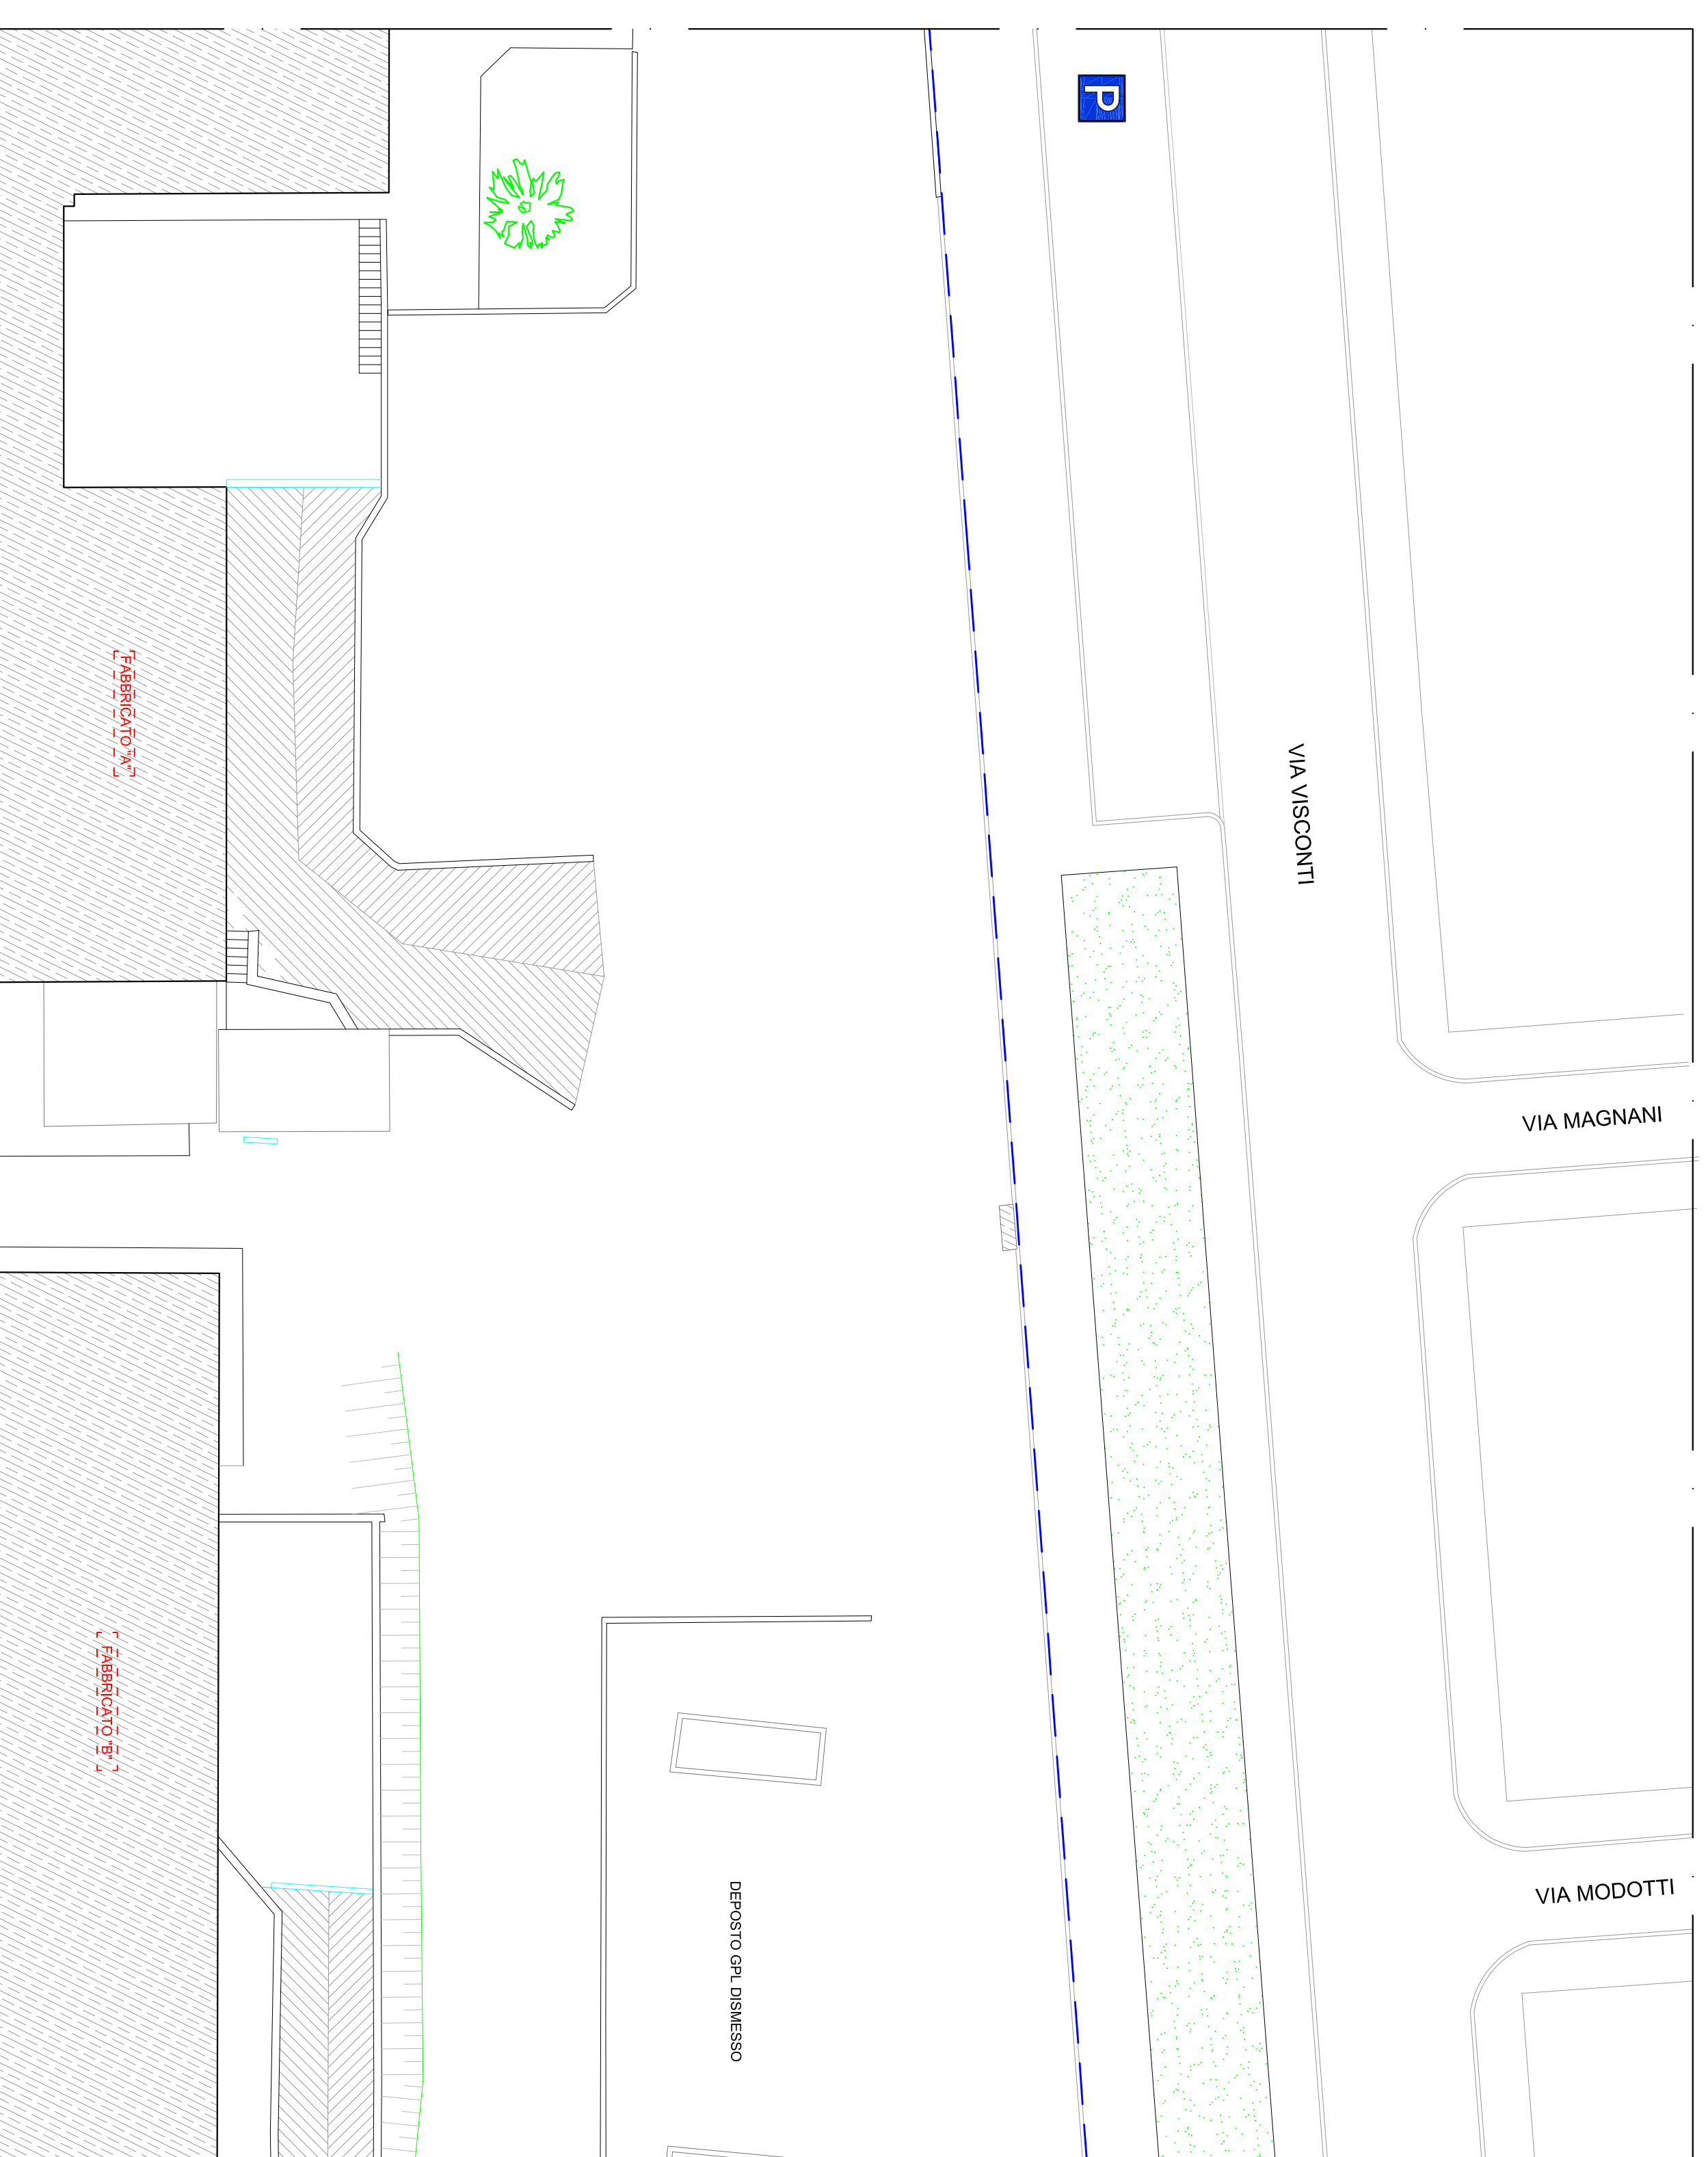 P
FABBRICATO "A"
VIA VISCONTI
VIA MAGNANI
FABBRICATO "B"
VIA MODOTTI
DEPOSTO GPL DISMESSO